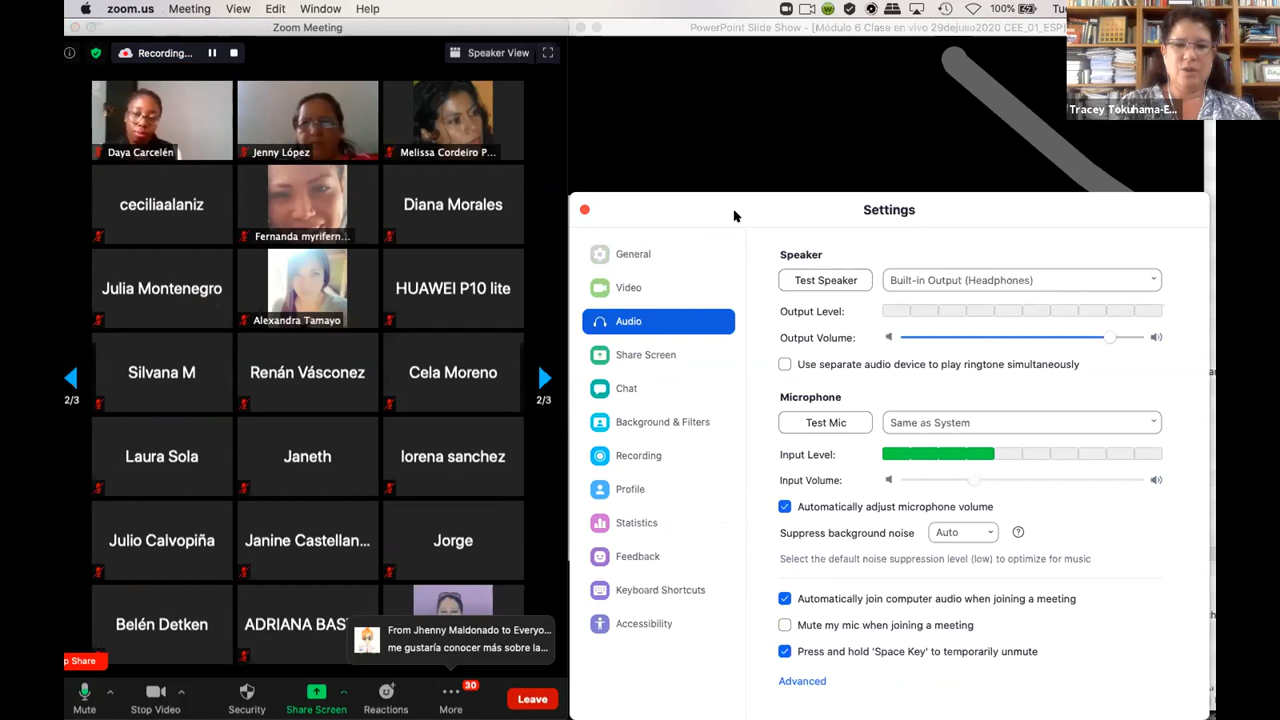 zoom.us Meeting View Edit Window Help
100%
Zoom Meeting
PowerPoint Slide Show - [Módulo 6 Clase en vivo 29dejulio2020 CEE_01_ESP]
Recording...
Speaker View
Tracey Tokuhama-E...
Daya Carcelén
Jenny López
Melissa Cordeiro P...
ceciliaalaniz
Fernanda myrifern...
Diana Morales
Julia Montenegro
Alexandra Tamayo
HUAWEI P10 lite
Silvana M
Renán Vásconez
Cela Moreno
2/3
2/3
Laura Sola
Janeth
lorena sanchez
Julio Calvopiña
Janine Castellan...
Jorge
Belén Detken
ADRIANA BAS
From Jhenny Maldonado to Everyo...
me gustaría conocer más sobre la...
p Share
Mute
Stop Video
Security
Share Screen
Reactions
30
More
Leave
Settings
General
Video
Audio
Share Screen
Chat
Background & Filters
Recording
Profile
Statistics
Feedback
Keyboard Shortcuts
Accessibility
Speaker
Test Speaker
Built-in Output (Headphones)
Output Level:
Output Volume:
Use separate audio device to play ringtone simultaneously
Microphone
Test Mic
Same as System
Input Level:
Input Volume:
Automatically adjust microphone volume
Suppress background noise
Auto
Select the default noise suppression level (low) to optimize for music
Automatically join computer audio when joining a meeting
Mute my mic when joining a meeting
Press and hold 'Space Key' to temporarily unmute
Advanced